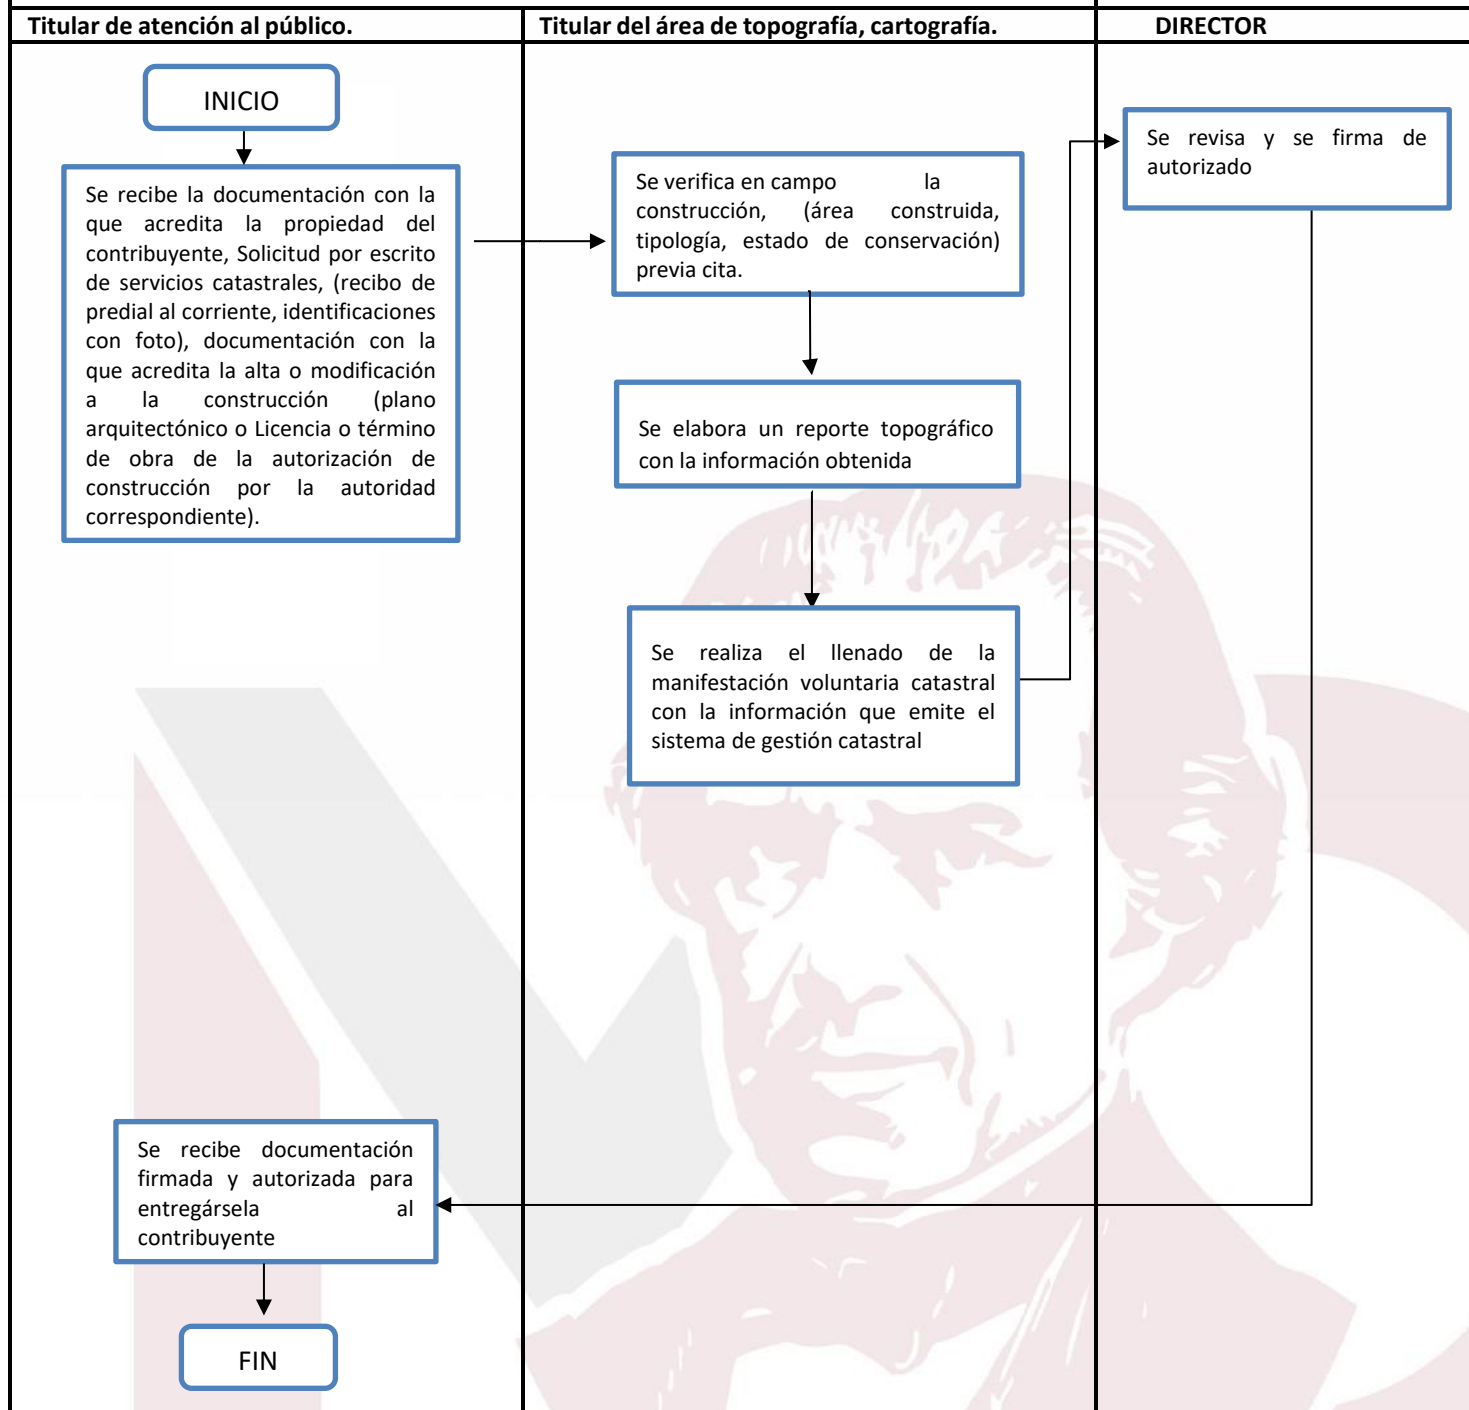 Titular de atención al público.
Titular del área de topografía, cartografía.
DIRECTOR
INICIO
Se recibe la documentación con la
que acredita la propiedad del
contribuyente, Solicitud por escrito
de servicios catastrales, (recibo de
predial al corriente, identificaciones
con foto), documentación con la
que acredita la alta o modificación
a la construcción (plano
arquitectónico o Licencia o término
de obra de la autorización de
construcción por la autoridad
correspondiente).
Se verifica en campo la
construcción, (área construida,
tipología, estado de conservación)
previa cita.
Se elabora un reporte topográfico
con la información obtenida
Se realiza el llenado de la
manifestación voluntaria catastral
con la información que emite el
sistema de gestión catastral
Se revisa y se firma de
autorizado
Se recibe documentación
firmada y autorizada para
entregársela al
contribuyente
FIN